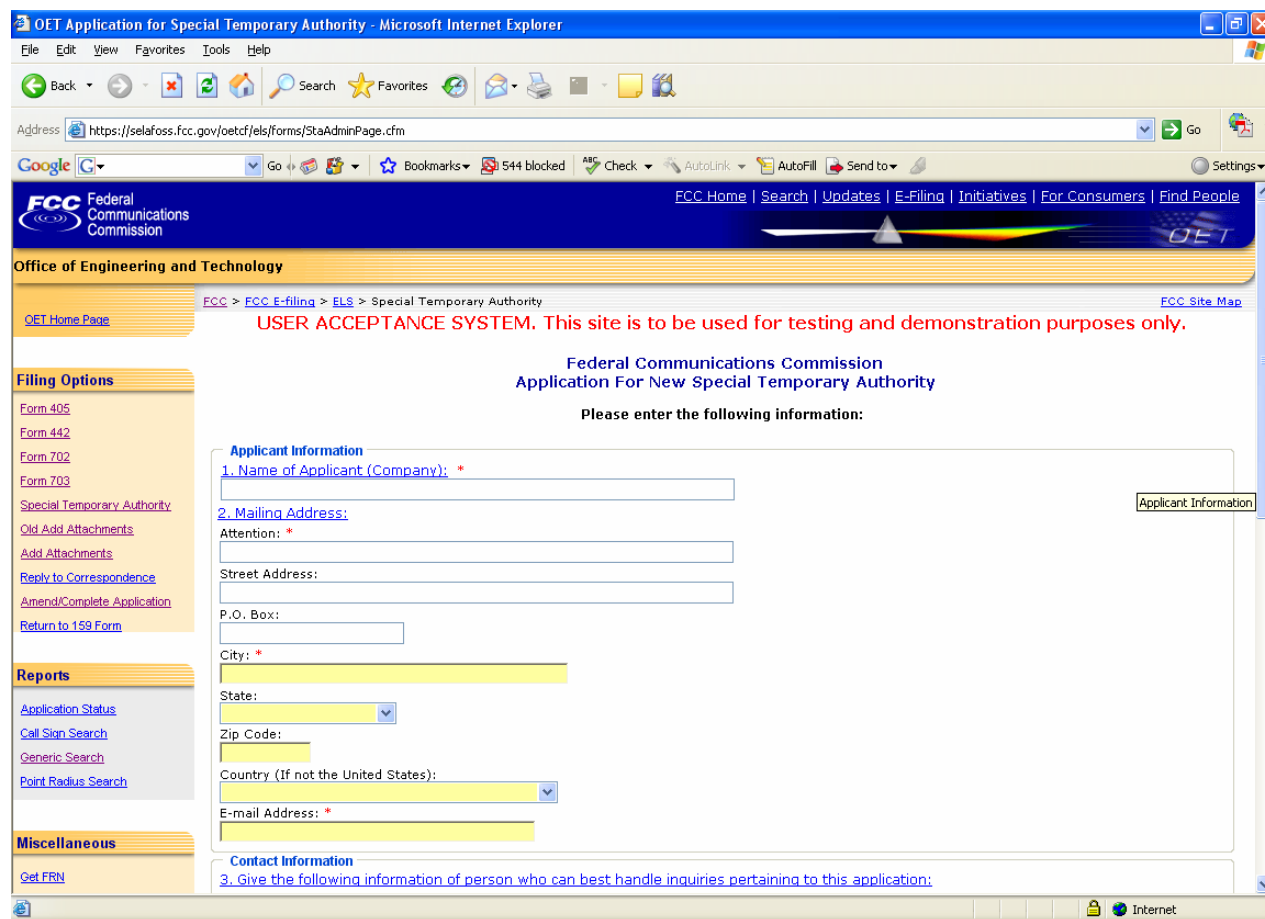 OET Application for Special Temporary Authority - Microsoft Internet Explorer
File Edit View Favorites Tools Help
Back Search Favorites
Address https://selafoss.fcc.gov/oetcf/els/forms/StaAdminPage.cfm Go
Google G Go Bookmarks 544 blocked ABC Check AutoLink AutoFill Send to Settings
FCC Federal Communications Commission
FCC Home | Search | Updates | E-Filing | Initiatives | For Consumers | Find People
OET
Office of Engineering and Technology
FCC > FCC E-filing > ELS > Special Temporary Authority FCC Site Map
OET Home Page
USER ACCEPTANCE SYSTEM. This site is to be used for testing and demonstration purposes only.
Filing Options
Form 405
Form 442
Form 702
Form 703
Special Temporary Authority
Old Add Attachments
Add Attachments
Reply to Correspondence
Amend/Complete Application
Return to 159 Form
Reports
Application Status
Call Sign Search
Generic Search
Point Radius Search
Miscellaneous
Get FRN
Federal Communications Commission
Application For New Special Temporary Authority
Please enter the following information:
Applicant Information
1. Name of Applicant (Company): *
Applicant Information
2. Mailing Address:
Attention: *
Street Address:
P.O. Box:
City: *
State:
Zip Code:
Country (If not the United States):
E-mail Address: *
Contact Information
3. Give the following information of person who can best handle inquiries pertaining to this application:
Internet